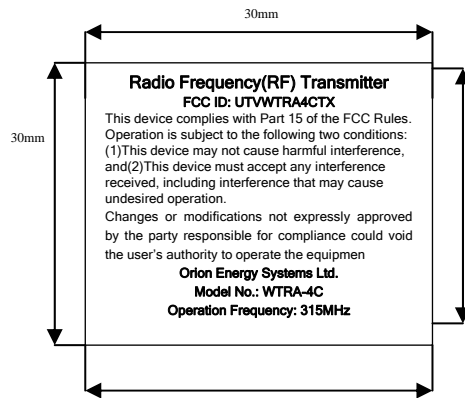 30mm
30mm
Radio Frequency(RF) Transmitter
FCC ID: UTVWTRA4CTX
This device complies with Part 15 of the FCC Rules.
Operation is subject to the following two conditions:
(1)This device may not cause harmful interference,
and(2)This device must accept any interference
received, including interference that may cause
undesired operation.
Changes or modifications not expressly approved
by the party responsible for compliance could void
the user's authority to operate the equipmen
Orion Energy Systems Ltd.
Model No.: WTRA-4C
Operation Frequency: 315MHz